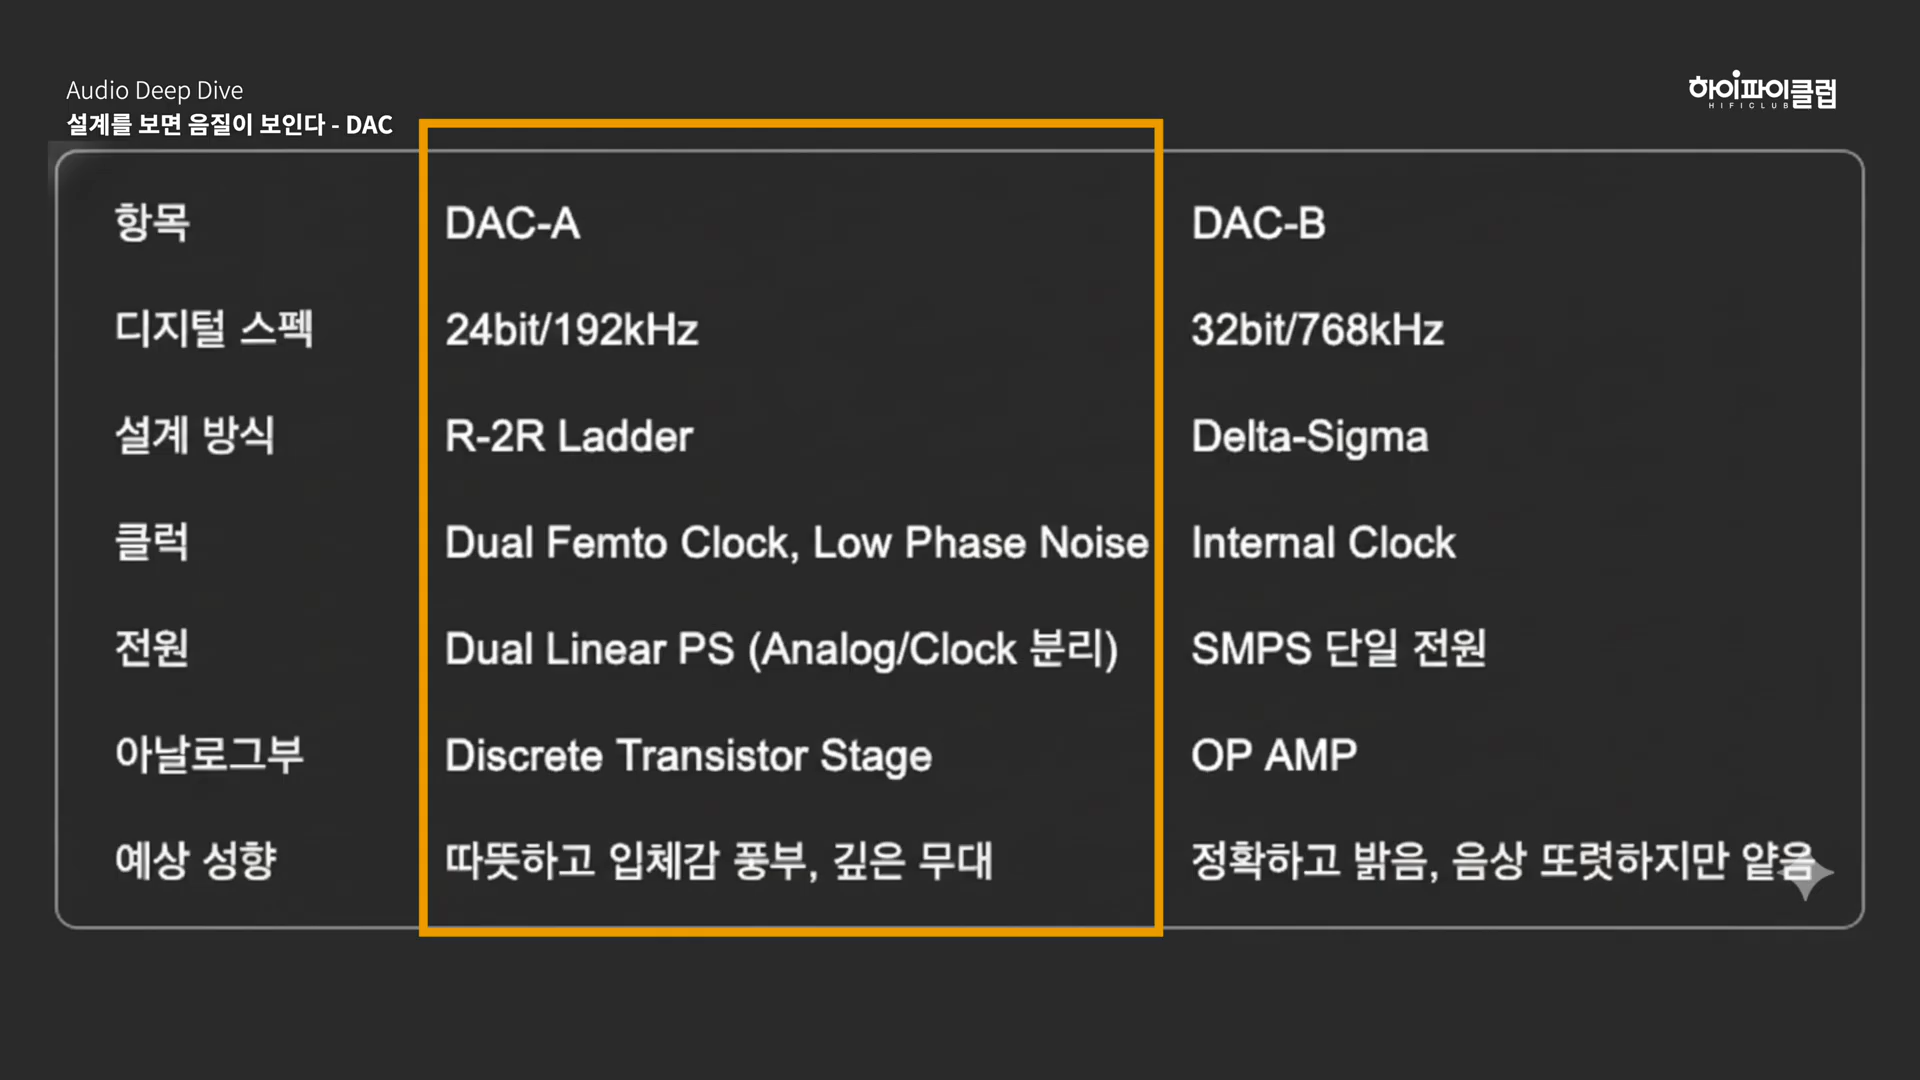 Audio Deep Dive
설계를 보면 음질이 보인다 - DAC
하이파이클럽
HIFICLUB
항목 DAC-A DAC-B
디지털 스펙 24bit/192kHz 32bit/768kHz
설계 방식 R-2R Ladder Delta-Sigma
클럭 Dual Femto Clock, Low Phase Noise Internal Clock
전원 Dual Linear PS (Analog/Clock 분리) SMPS 단일 전원
아날로그부 Discrete Transistor Stage OP AMP
예상 성향 따뜻하고 입체감 풍부, 깊은 무대 정확하고 밝음, 음상 또렷하지만 얕음